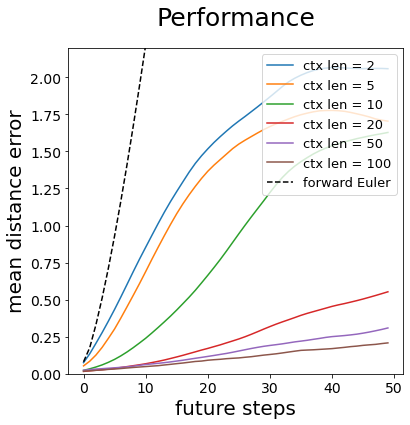 Performance
ctx len = 2
ctx len = 5
ctx len = 10
ctx len = 20
ctx len = 50
ctx len = 100
forward Euler
mean distance error
2.00
1.75
1.50
1.25
1.00
0.75
0.50
0.25
0.00
0 10 20 30 40 50
future steps